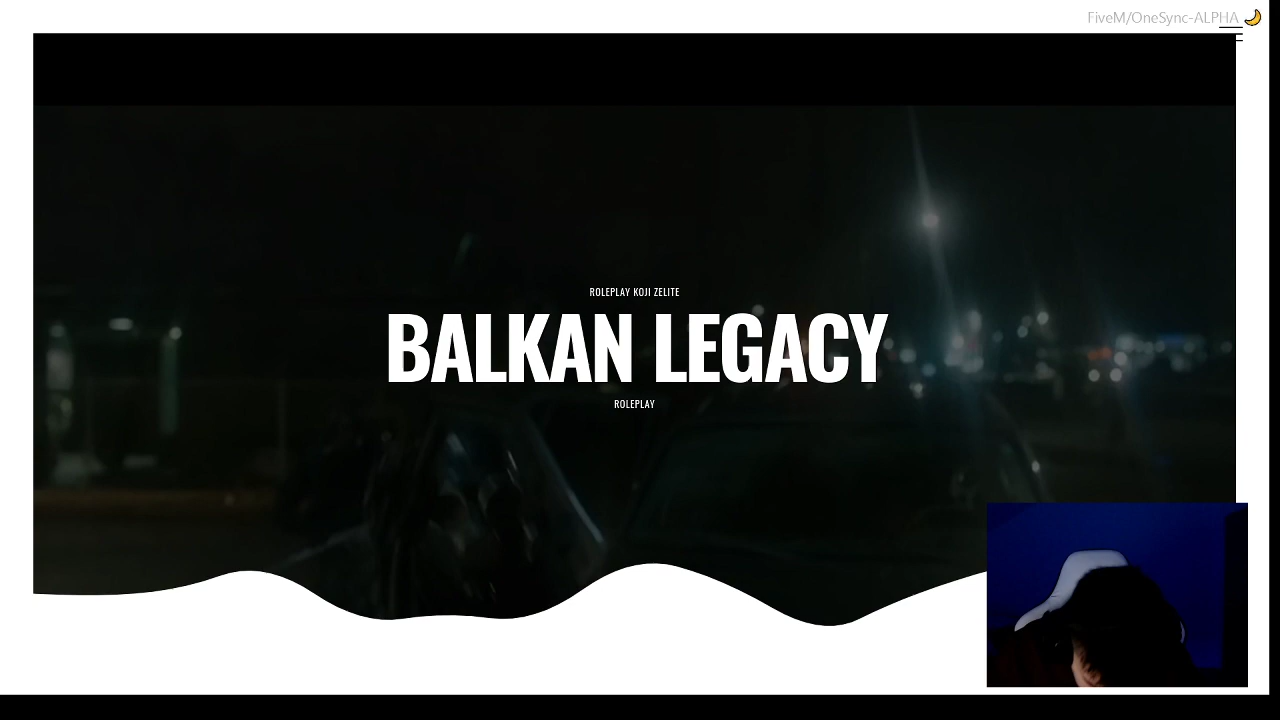 FiveM/OneSync-ALPHA
ROLEPLAY KOJI ZELITE
BALKAN LEGACY
ROLEPLAY